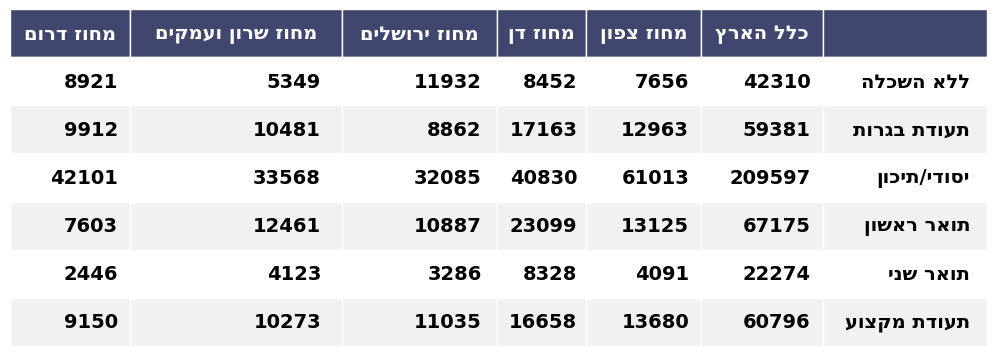 כלל הארץ מחוז צפון מחוז דן מחוז ירושלים מחוז שרון ועמקים מחוז דרום
ללא השכלה 42310 7656 8452 11932 5349 8921
תעודת בגרות 59381 12963 17163 8862 10481 9912
יסודי/תיכון 209597 61013 40830 32085 33568 42101
תואר ראשון 67175 13125 23099 10887 12461 7603
תואר שני 22274 4091 8328 3286 4123 2446
תעודת מקצוע 60796 13680 16658 11035 10273 9150